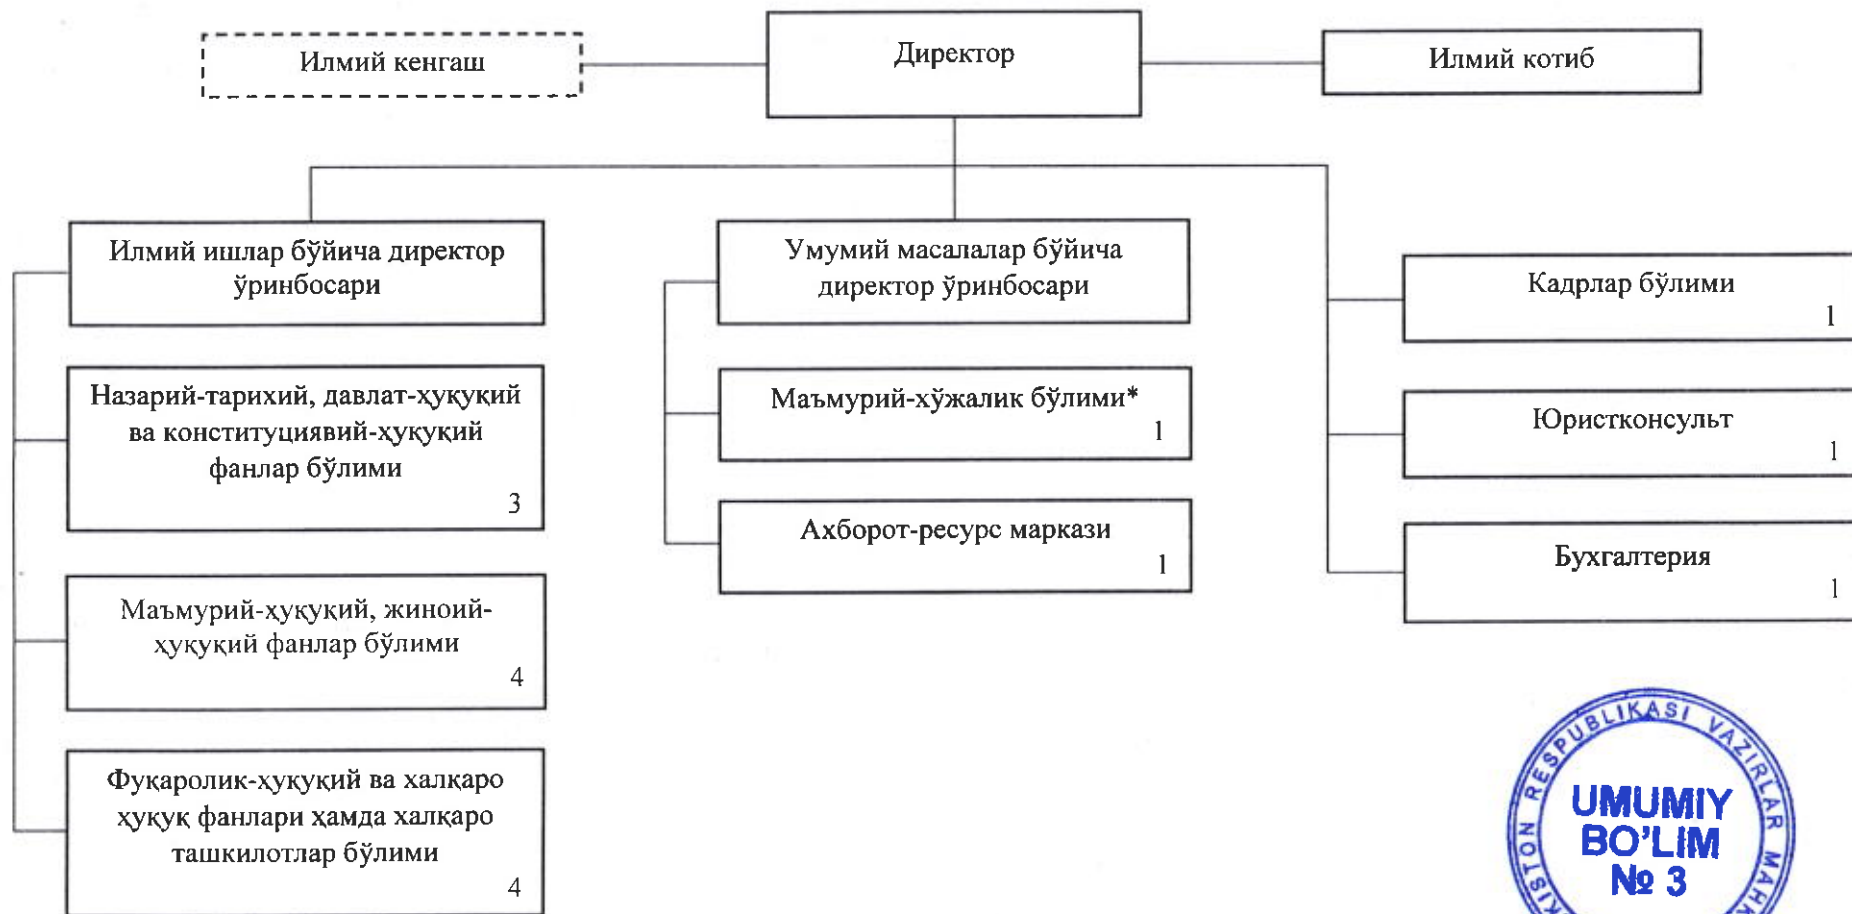 Илмий кенгаш
Директор
Илмий котиб
Илмий ишлар бўйича директор
ўринбосари
Назарий-тарихий, давлат-ҳуқуқий
ва конституциявий-ҳуқуқий
фанлар бўлими
3
Маъмурий-ҳуқуқий, жиноий-
ҳуқуқий фанлар бўлими
4
Фуқаролик-ҳуқуқий ва халқаро
ҳуқуқ фанлари ҳамда халқаро
ташкилотлар бўлими
4
Умумий масалалар бўйича
директор ўринбосари
Маъмурий-хўжалик бўлими*
1
Ахборот-ресурс маркази
1
Кадрлар бўлими
1
Юристконсульт
1
Бухгалтерия
1
RESPUBLIKASI VAZIRLAR
UMUMIY
BO'LIM
№ 3